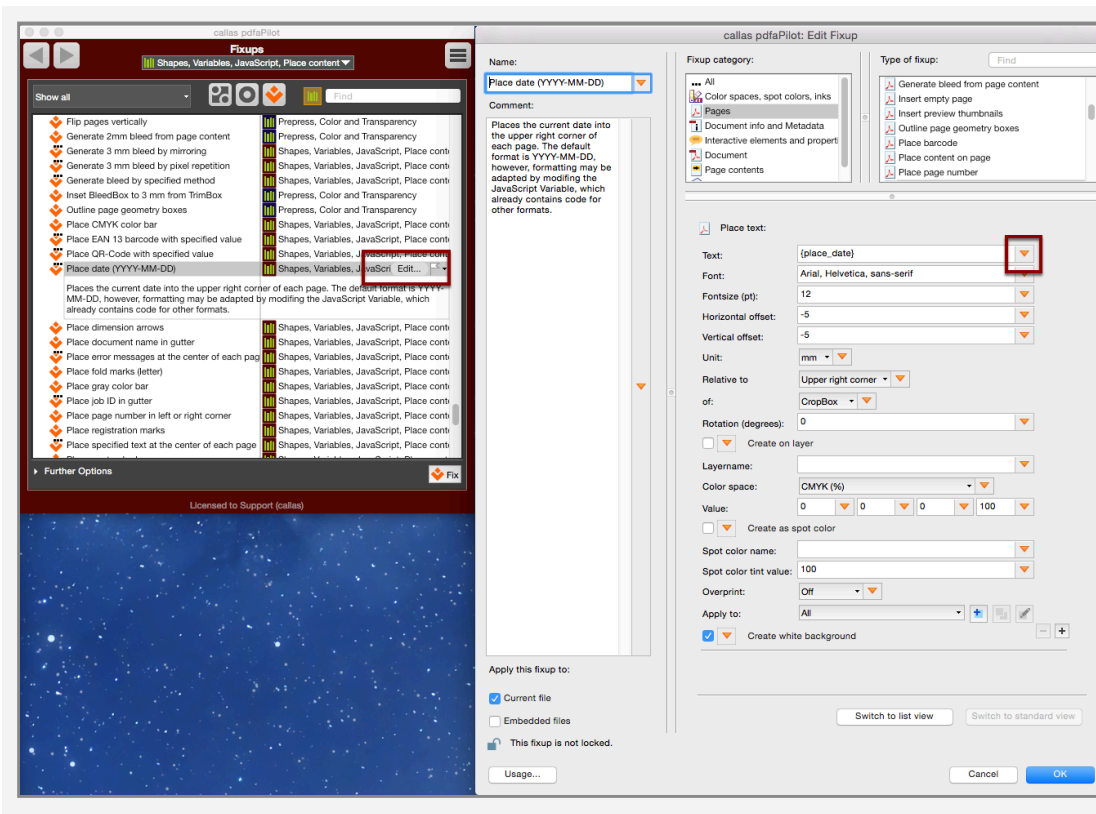 callas pdfaPilot
Fixups
Shapes, Variables, JavaScript, Place content
Show all
Find
Flip pages vertically Prepress, Color and Transparency
Generate 2mm bleed from page content Prepress, Color and Transparency
Generate 3 mm bleed by mirroring Shapes, Variables, JavaScript, Place conte
Generate 3 mm bleed by pixel repetition Shapes, Variables, JavaScript, Place conte
Generate bleed by specified method Shapes, Variables, JavaScript, Place conte
Inset BleedBox to 3 mm from TrimBox Prepress, Color and Transparency
Outline page geometry boxes Prepress, Color and Transparency
Place CMYK color bar Shapes, Variables, JavaScript, Place conte
Place EAN 13 barcode with specified value Shapes, Variables, JavaScript, Place conte
Place QR-Code with specified value Shapes, Variables, JavaScript, Place conte
Place date (YYYY-MM-DD) Shapes, Variables, JavaScri Edit...
Places the current date into the upper right corner of each page. The default format is YYYY-
MM-DD, however, formatting may be adapted by modifing the JavaScript Variable, which
already contains code for other formats.
Place dimension arrows Shapes, Variables, JavaScript, Place conte
Place document name in gutter Shapes, Variables, JavaScript, Place conte
Place error messages at the center of each pag Shapes, Variables, JavaScript, Place conte
Place fold marks (letter) Shapes, Variables, JavaScript, Place conte
Place gray color bar Shapes, Variables, JavaScript, Place conte
Place job ID in gutter Shapes, Variables, JavaScript, Place conte
Place page number in left or right corner Shapes, Variables, JavaScript, Place conte
Place registration marks Shapes, Variables, JavaScript, Place conte
Place specified text at the center of each page Shapes, Variables, JavaScript, Place conte
Further Options
Fix
Licensed to Support (callas)
callas pdfaPilot: Edit Fixup
Name:
Place date (YYYY-MM-DD)
Comment:
Places the current date into
the upper right corner of
each page. The default
format is YYYY-MM-DD,
however, formatting may be
adapted by modifing the
JavaScript Variable, which
already contains code for
other formats.
Apply this fixup to:
Current file
Embedded files
This fixup is not locked.
Usage...
Fixup category:
... All
Color spaces, spot colors, inks
Pages
Document info and Metadata
Interactive elements and properti
Document
Page contents
Type of fixup:
Find
Generate bleed from page content
Insert empty page
Insert preview thumbnails
Outline page geometry boxes
Place barcode
Place content on page
Place page number
Place text:
Text: {place_date}
Font: Arial, Helvetica, sans-serif
Fontsize (pt): 12
Horizontal offset: -5
Vertical offset: -5
Unit: mm
Relative to Upper right corner
of: CropBox
Rotation (degrees): 0
Create on layer
Layername:
Color space: CMYK (%)
Value: 0 0 0 100
Create as spot color
Spot color name:
Spot color tint value: 100
Overprint: Off
Apply to: All
Create white background
Switch to list view Switch to standard view
Cancel OK